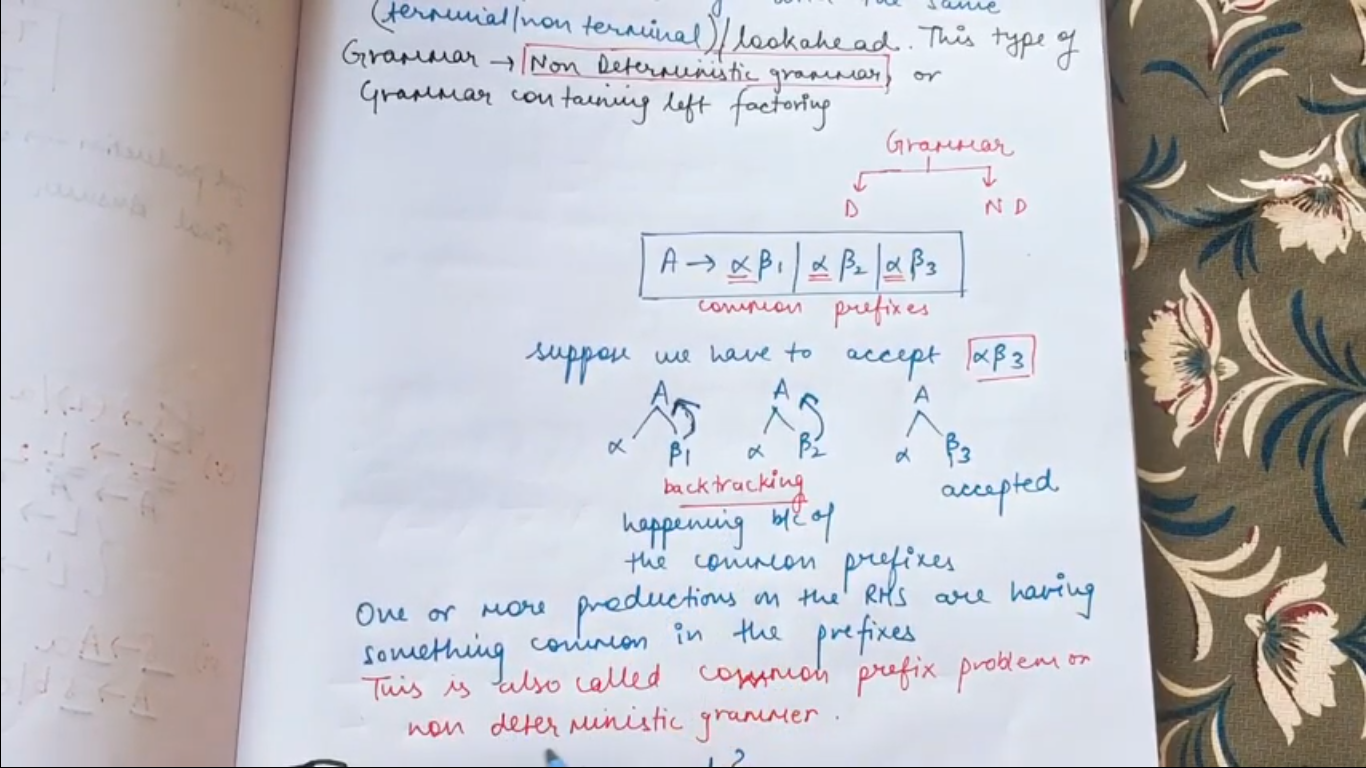 the same
(terminal/non terminal)/lookahead. This type of
Grammar → Non Deterministic grammar, or
Grammar containing left factoring
Grammar
D N D
A → αβ1 | αβ2 | αβ3
common prefixes
suppose we have to accept αβ3
A A A
α β1 α β2 α β3
backtracking accepted
happening b/c of
the common prefixes
One or more productions on the RHS are having
something common in the prefixes
This is also called common prefix problem or
non deterministic grammer.